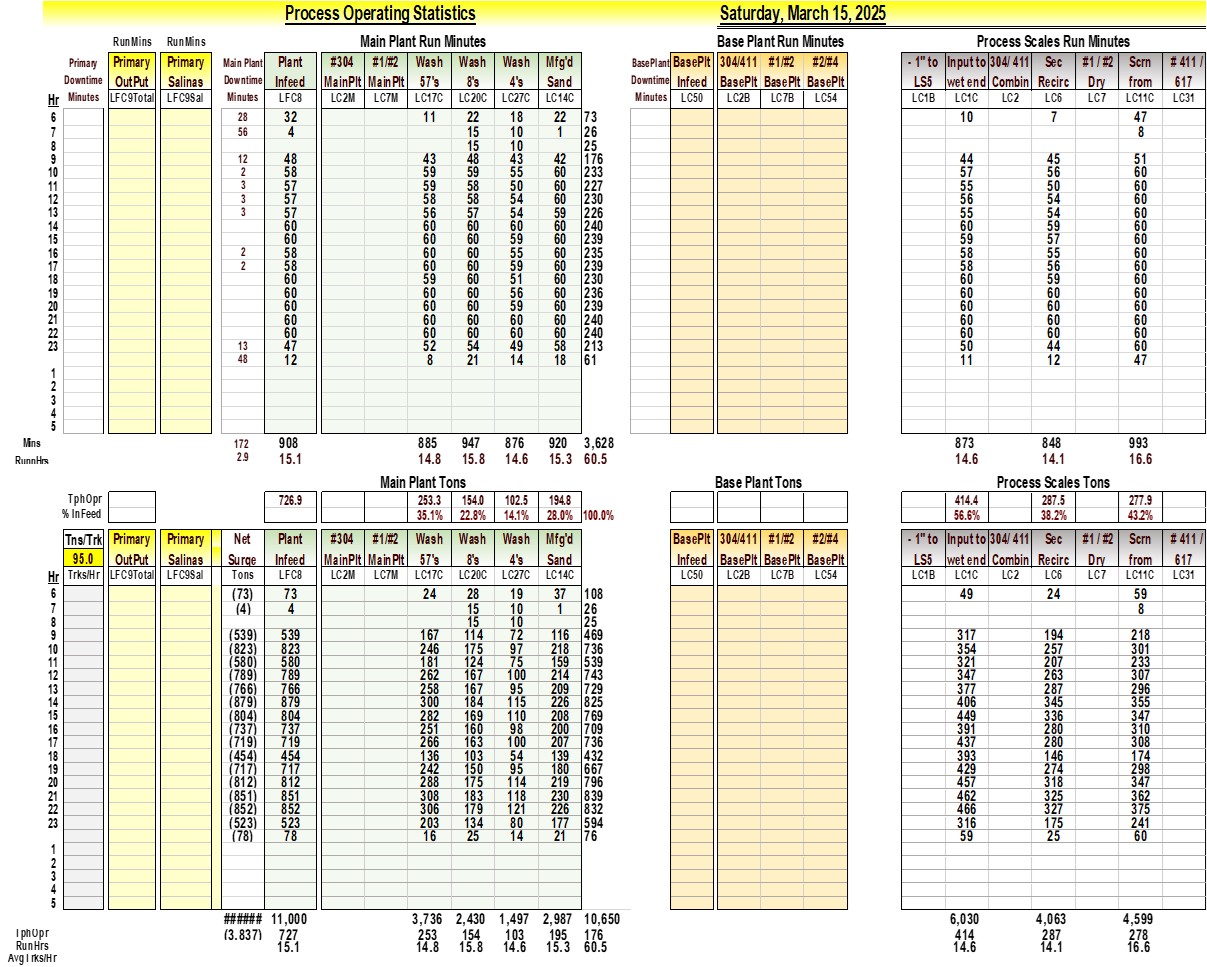 Process Operating Statistics Saturday, March 15, 2025
RunMins RunMins Main Plant Run Minutes Base Plant Run Minutes Process Scales Run Minutes
Primary Primary Primary Main Plant Plant #304 #1/#2 Wash Wash Wash Mfg'd BasePlant BasePlt 304/411 #1/#2 #2/#4 - 1" to Input to 304/ 411 Sec #1 / #2 Scrn # 411 /
Downtime OutPut Salinas Downtime Infeed MainPlt MainPlt 57's 8's 4's Sand Downtime Infeed BasePlt BasePlt BasePlt LS5 wet end Combin Recirc Dry from 617
Hr Minutes LFC9Total LFC9Sal Minutes LFC8 LC2M LC7M LC17C LC20C LC27C LC14C Minutes LC50 LC2B LC7B LC54 LC1B LC1C LC2 LC6 LC7 LC11C LC31
6 28 32 11 22 18 22 73 10 7 47
7 56 4 15 10 1 26 8
8 15 10 25
9 12 48 43 48 43 42 176 44 45 51
10 2 58 59 59 55 60 233 57 56 60
11 3 57 59 58 50 60 227 55 50 60
12 3 57 58 58 54 60 230 56 54 60
13 3 57 56 57 54 59 226 55 54 60
14 60 60 60 60 60 240 60 59 60
15 60 60 60 59 60 239 59 57 60
16 2 58 60 60 55 60 235 58 55 60
17 2 58 60 60 59 60 239 58 56 60
18 60 60 59 51 60 230 60 59 60
19 60 60 60 56 60 236 60 60 60
20 60 60 60 59 60 239 60 60 60
21 60 60 60 60 60 240 60 60 60
22 60 60 60 60 60 240 60 60 60
23 13 47 52 54 49 58 213 50 44 60
48 12 8 21 14 18 61 11 12 47
1
2
3
4
5
Mins 172 908 885 947 876 920 3,628 873 848 993
RunnHrs 2.9 15.1 14.8 15.8 14.6 15.3 60.5 14.6 14.1 16.6
Main Plant Tons Base Plant Tons Process Scales Tons
TphOpr 726.9 253.3 154.0 102.5 194.8 414.4 287.5 277.9
% InFeed 35.1% 22.8% 14.1% 28.0% 100.0% 56.6% 38.2% 43.2%
Tns/Trk Primary Primary Net Plant #304 #1/#2 Wash Wash Wash Mfg'd BasePlt 304/411 #1/#2 #2/#4 - 1" to Input to 304/ 411 Sec #1 / #2 Scrn # 411 /
95.0 OutPut Salinas Surge Infeed MainPlt MainPlt 57's 8's 4's Sand Infeed BasePlt BasePlt BasePlt LS5 wet end Combin Recirc Dry from 617
Hr Trks/Hr LFC9Total LFC9Sal Tons LFC8 LC2M LC7M LC17C LC20C LC27C LC14C LC50 LC2B LC7B LC54 LC1B LC1C LC2 LC6 LC7 LC11C LC31
6 (73) 73 24 28 19 37 108 49 24 59
7 (4) 4 15 10 1 26 8
8 15 10 25
9 (539) 539 167 114 72 116 469 317 194 218
10 (823) 823 246 175 97 218 736 354 257 301
11 (580) 580 181 124 75 159 539 321 207 233
12 (789) 789 262 167 100 214 743 347 263 307
13 (766) 766 258 167 95 209 729 377 287 296
14 (879) 879 300 184 115 226 825 406 345 355
15 (804) 804 282 169 110 208 769 449 336 347
16 (737) 737 251 160 98 200 709 391 280 310
17 (719) 719 266 163 100 207 736 437 280 308
18 (454) 454 136 103 54 139 432 393 146 174
19 (717) 717 242 150 95 180 667 429 274 298
20 (812) 812 288 175 114 219 796 457 318 347
21 (851) 851 308 183 118 230 839 462 325 362
22 (852) 852 306 179 121 226 832 466 327 375
23 (523) 523 203 134 80 177 594 316 175 241
(78) 78 16 25 14 21 76 59 25 60
1
2
3
4
5
###### 11,000 3,736 2,430 1,497 2,987 10,650 6,030 4,063 4,599
TphOpr (3,837) 727 253 154 103 195 176 414 287 278
RunHrs 15.1 14.8 15.8 14.6 15.3 60.5 14.6 14.1 16.6
Avg Trks/Hr